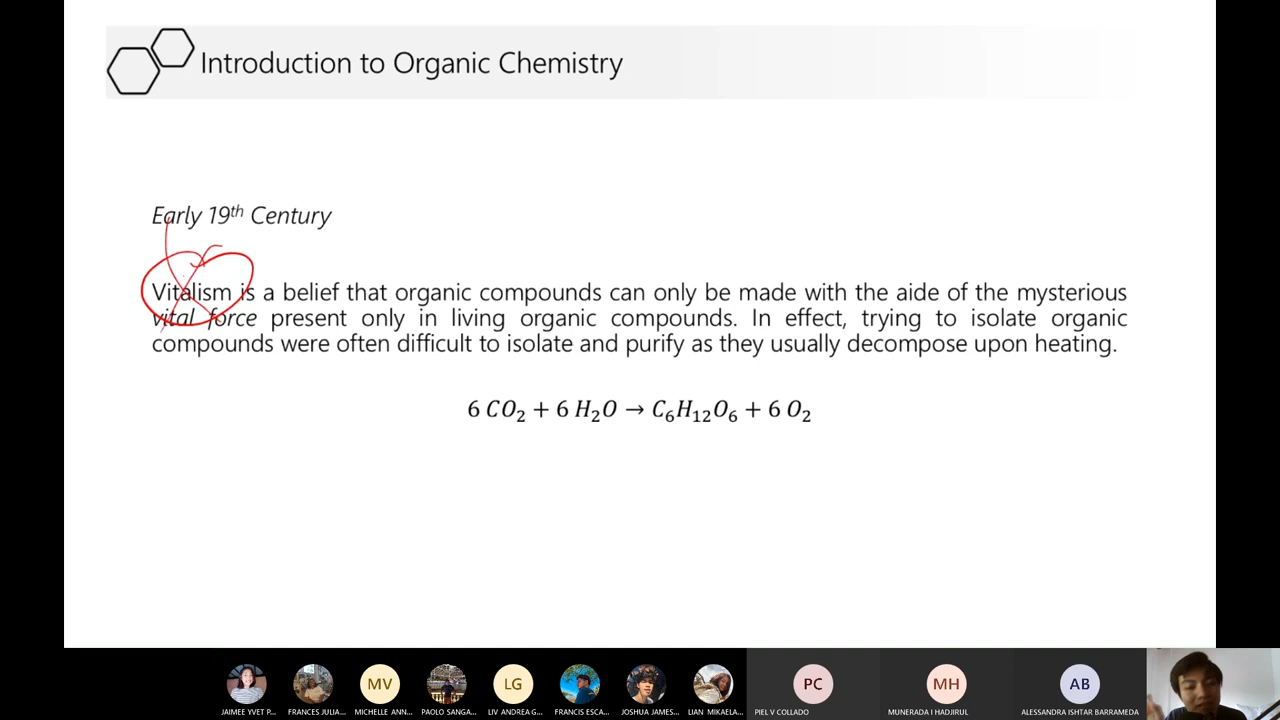 Introduction to Organic Chemistry
Early 19th Century
Vitalism is a belief that organic compounds can only be made with the aide of the mysterious
vital force present only in living organic compounds. In effect, trying to isolate organic
compounds were often difficult to isolate and purify as they usually decompose upon heating.
6 CO₂ + 6 H₂O → C₆H₁₂O₆ + 6 O₂
MV LG PC MH AB
JAIMEE YVET P... FRANCES JULIA... MICHELLE ANN... PAOLO SANGA... LIV ANDREA G... FRANCIS ESCA... JOSHUA JAMES... LIAN MIKAELA... PIEL V COLLADO MUNERADA I HADJIRUL ALESSANDRA ISHTAR BARRAMEDA